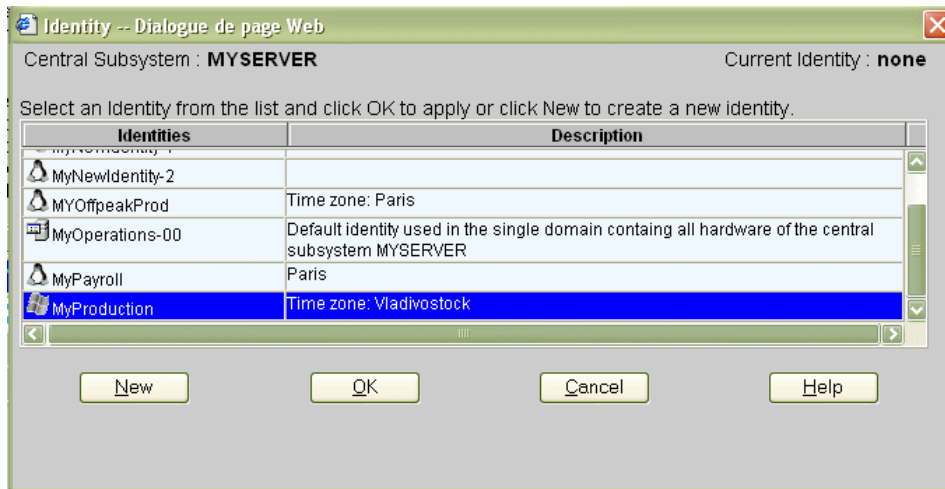 Identity -- Dialogue de page Web
Central Subsystem : MYSERVER Current Identity : none
Select an Identity from the list and click OK to apply or click New to create a new identity.
Identities Description
MyNewIdentity-2
MYOffpeakProd Time zone: Paris
MyOperations-00 Default identity used in the single domain containg all hardware of the central
subsystem MYSERVER
MyPayroll Paris
MyProduction Time zone: Vladivostock
New OK Cancel Help